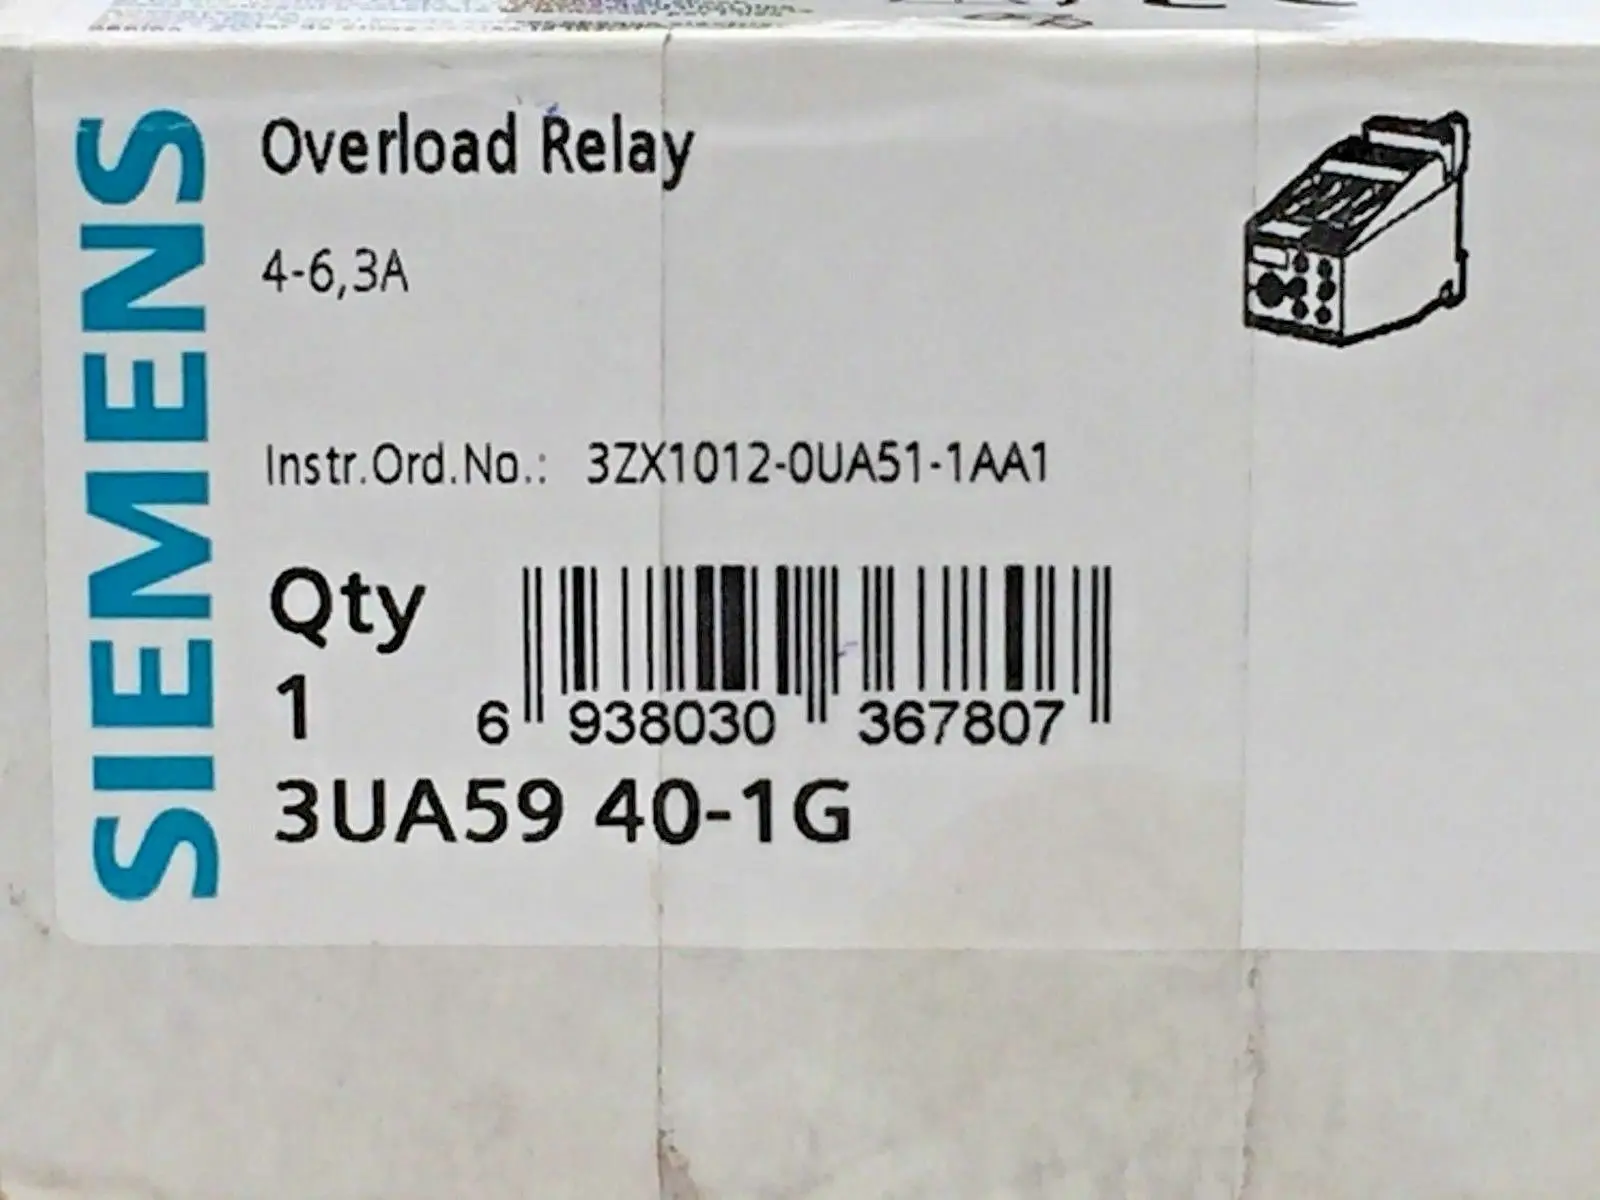 SIEMENS
Overload Relay
4-6,3A
Instr.Ord.No.: 3ZX1012-0UA51-1AA1
Qty
1
6 938030 367807
3UA59 40-1G